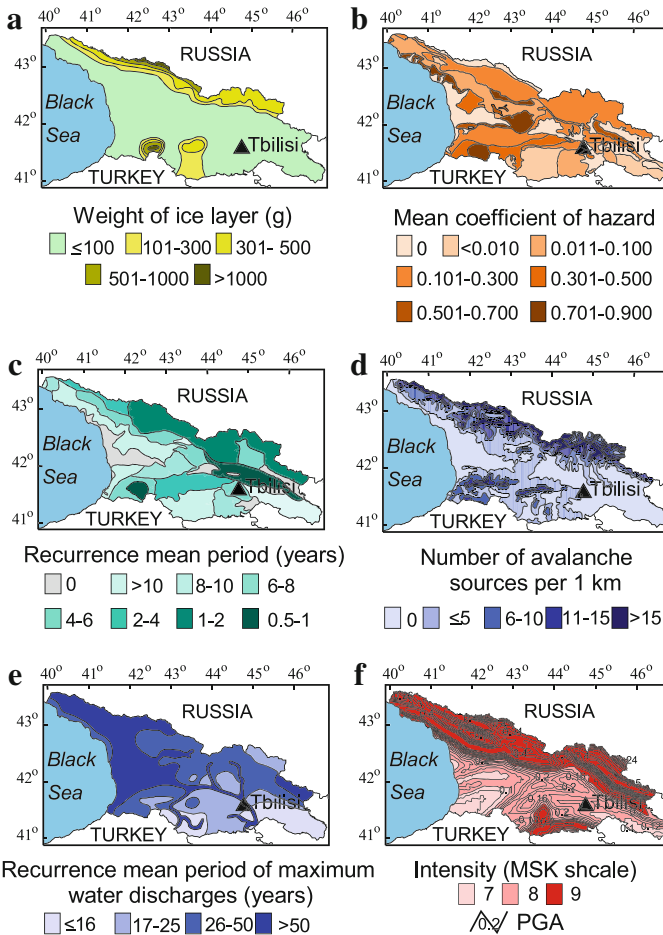 a
40° 41° 42° 43° 44° 45° 46°
43°
42°
41°
RUSSIA
Black
Sea
Tbilisi
TURKEY
Weight of ice layer (g)
≤100 101-300 301- 500
501-1000 >1000
b
40° 41° 42° 43° 44° 45° 46°
43°
42°
41°
RUSSIA
Black
Sea
Tbilisi
TURKEY
Mean coefficient of hazard
0 <0.010 0.011-0.100
0.101-0.300 0.301-0.500
0.501-0.700 0.701-0.900
c
40° 41° 42° 43° 44° 45° 46°
43°
42°
41°
RUSSIA
Black
Sea
Tbilisi
TURKEY
Recurrence mean period (years)
0 >10 8-10 6-8
4-6 2-4 1-2 0.5-1
d
40° 41° 42° 43° 44° 45° 46°
43°
42°
41°
RUSSIA
Black
Sea
Tbilisi
TURKEY
Number of avalanche
sources per 1 km
0 ≤5 6-10 11-15 >15
e
40° 41° 42° 43° 44° 45° 46°
43°
42°
41°
RUSSIA
Black
Sea
Tbilisi
TURKEY
Recurrence mean period of maximum
water discharges (years)
≤16 17-25 26-50 >50
f
40° 41° 42° 43° 44° 45° 46°
43°
42°
41°
RUSSIA
Black
Sea
Tbilisi
TURKEY
Intensity (MSK shcale)
7 8 9
0.2 PGA